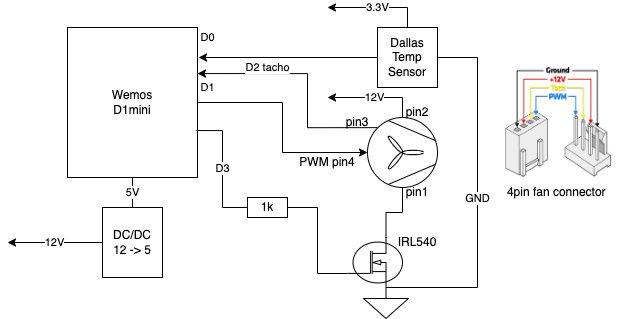 3.3V
D0
Dallas
Temp
Sensor
D2 tacho
D1
Wemos
D1mini
12V
pin2
pin3
PWM pin4
pin1
D3
1k
GND
IRL540
5V
DC/DC
12 -> 5
12V
Ground
+12V
Tach
PWM
4pin fan connector